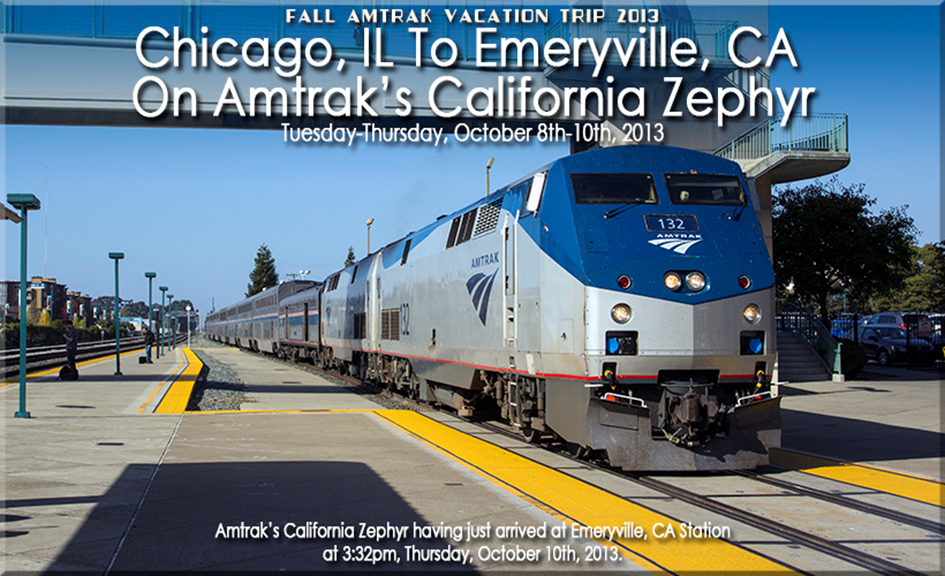 FALL AMTRAK VACATION TRIP 2013
Chicago, IL To Emeryville, CA
On Amtrak's California Zephyr
Tuesday-Thursday, October 8th-10th, 2013
132
AMTRAK
AMTRAK
132
Amtrak's California Zephyr having just arrived at Emeryville, CA Station
at 3:32pm, Thursday, October 10th, 2013.